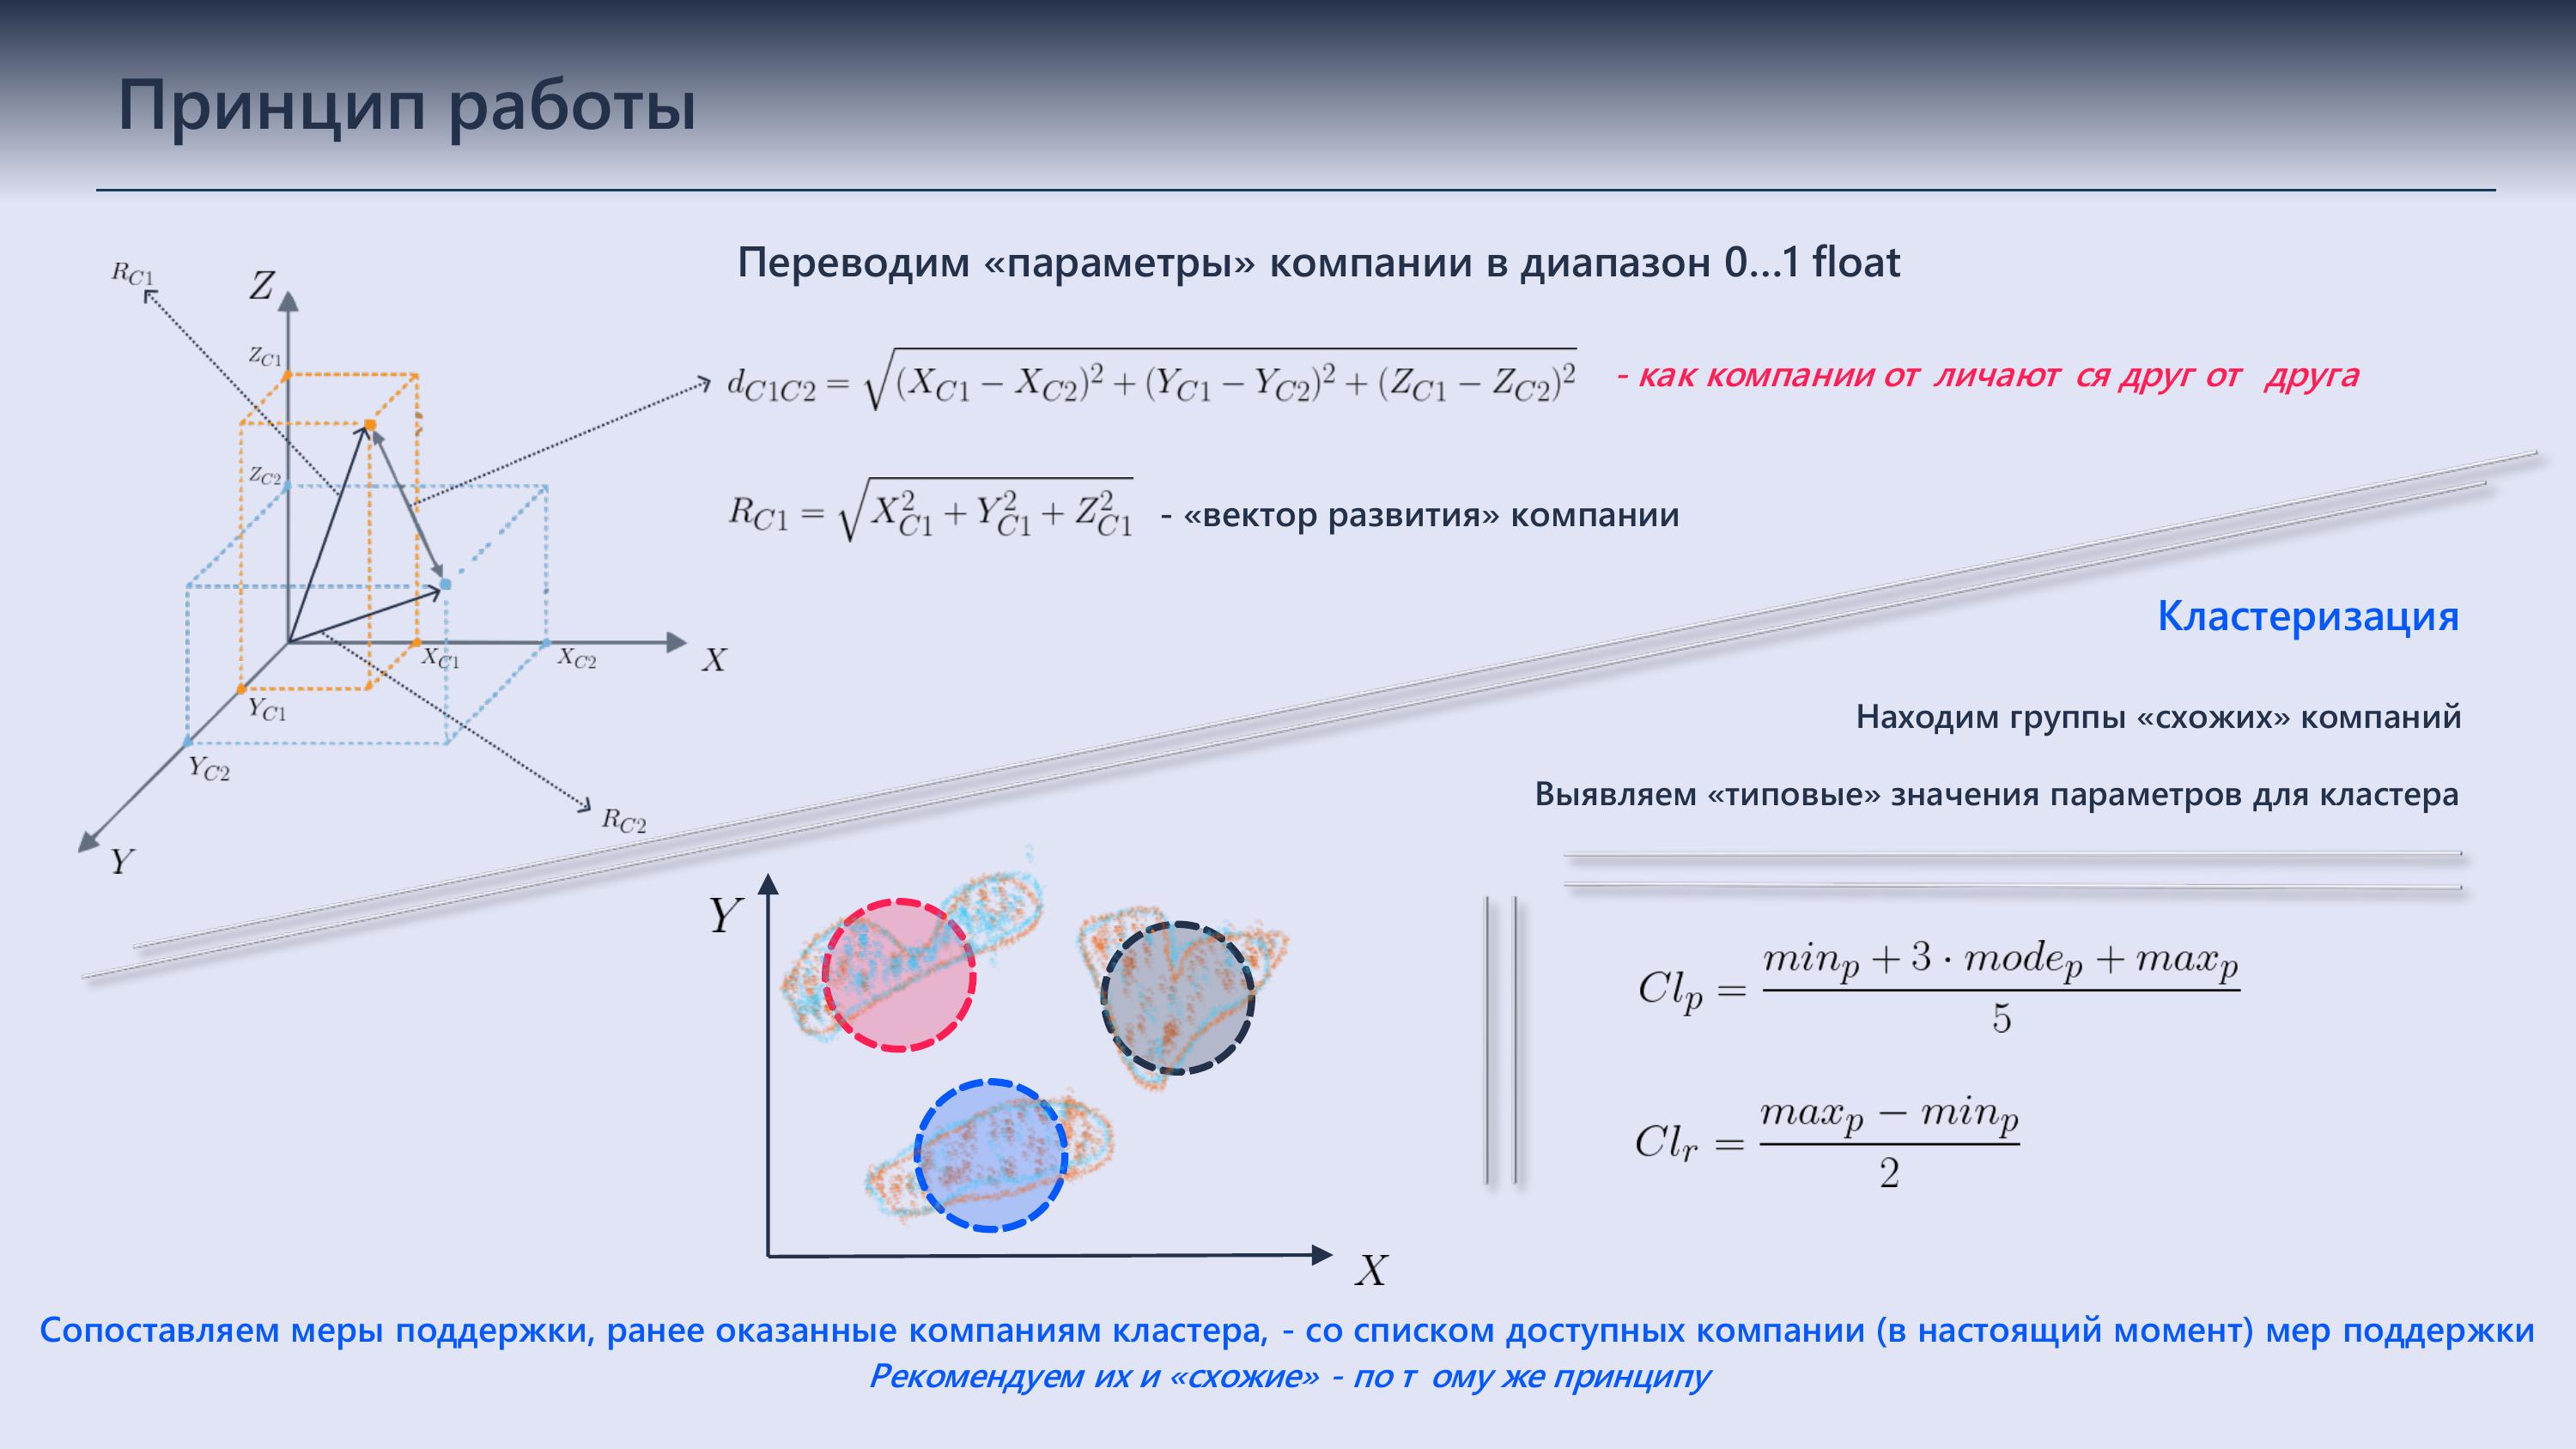 Принцип работы
Переводим «параметры» компании в диапазон 0...1 float
R_{C1}
Z
Z_{C1}
Z_{C2}
X_{C1}
X_{C2}
X
Y_{C1}
Y_{C2}
Y
R_{C2}
d_{C1C2} = \sqrt{(X_{C1} - X_{C2})^2 + (Y_{C1} - Y_{C2})^2 + (Z_{C1} - Z_{C2})^2} - как компании от личают ся друг от друга
R_{C1} = \sqrt{X_{C1}^2 + Y_{C1}^2 + Z_{C1}^2} - «вектор развития» компании
Кластеризация
Находим группы «схожих» компаний
Выявляем «типовые» значения параметров для кластера
Y
X
Cl_p = \frac{min_p + 3 · mode_p + max_p}{5}
Cl_r = \frac{max_p - min_p}{2}
Сопоставляем меры поддержки, ранее оказанные компаниям кластера, - со списком доступных компании (в настоящий момент) мер поддержки
Рекомендуем их и «схожие» - по т ому же принципу